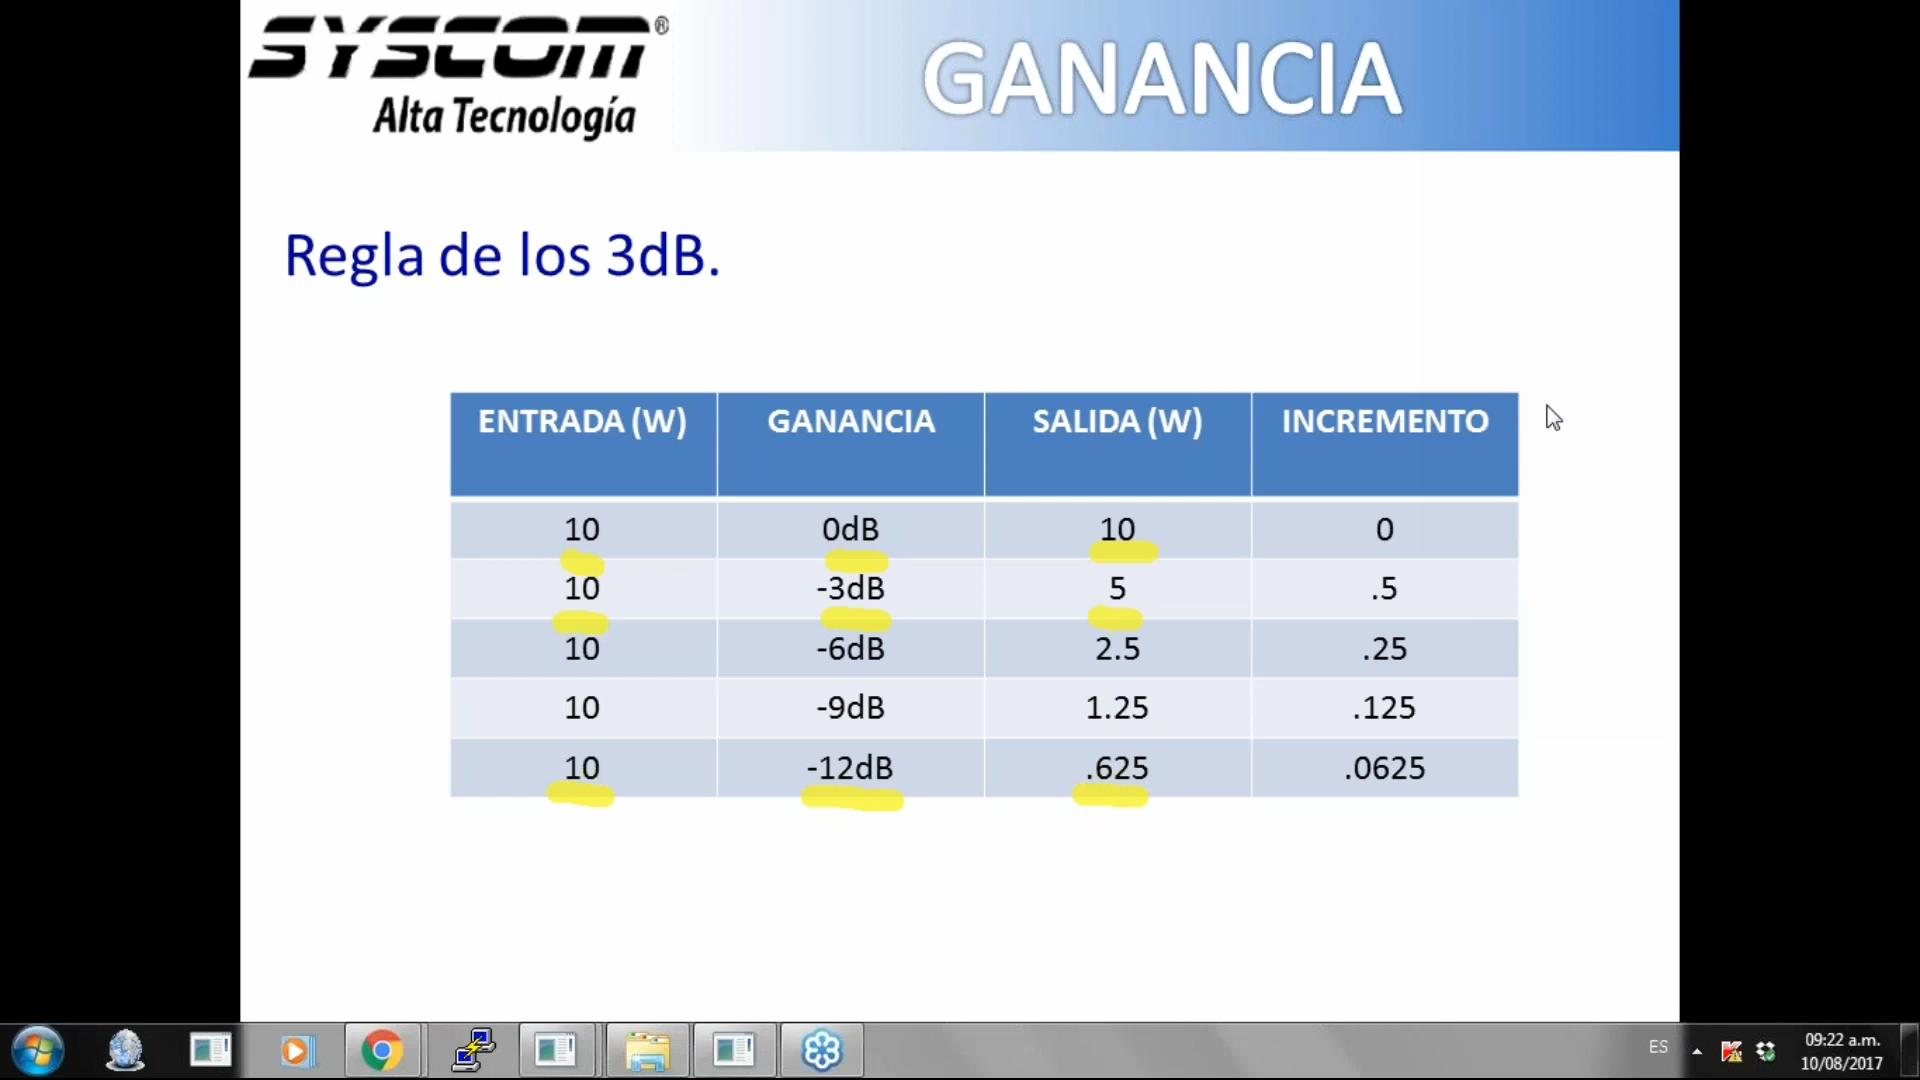 SYSCOM®
Alta Tecnología
GANANCIA
Regla de los 3dB.
ENTRADA (W) GANANCIA SALIDA (W) INCREMENTO
10 0dB 10 0
10 -3dB 5 .5
10 -6dB 2.5 .25
10 -9dB 1.25 .125
10 -12dB .625 .0625
ES
09:22 a.m.
10/08/2017